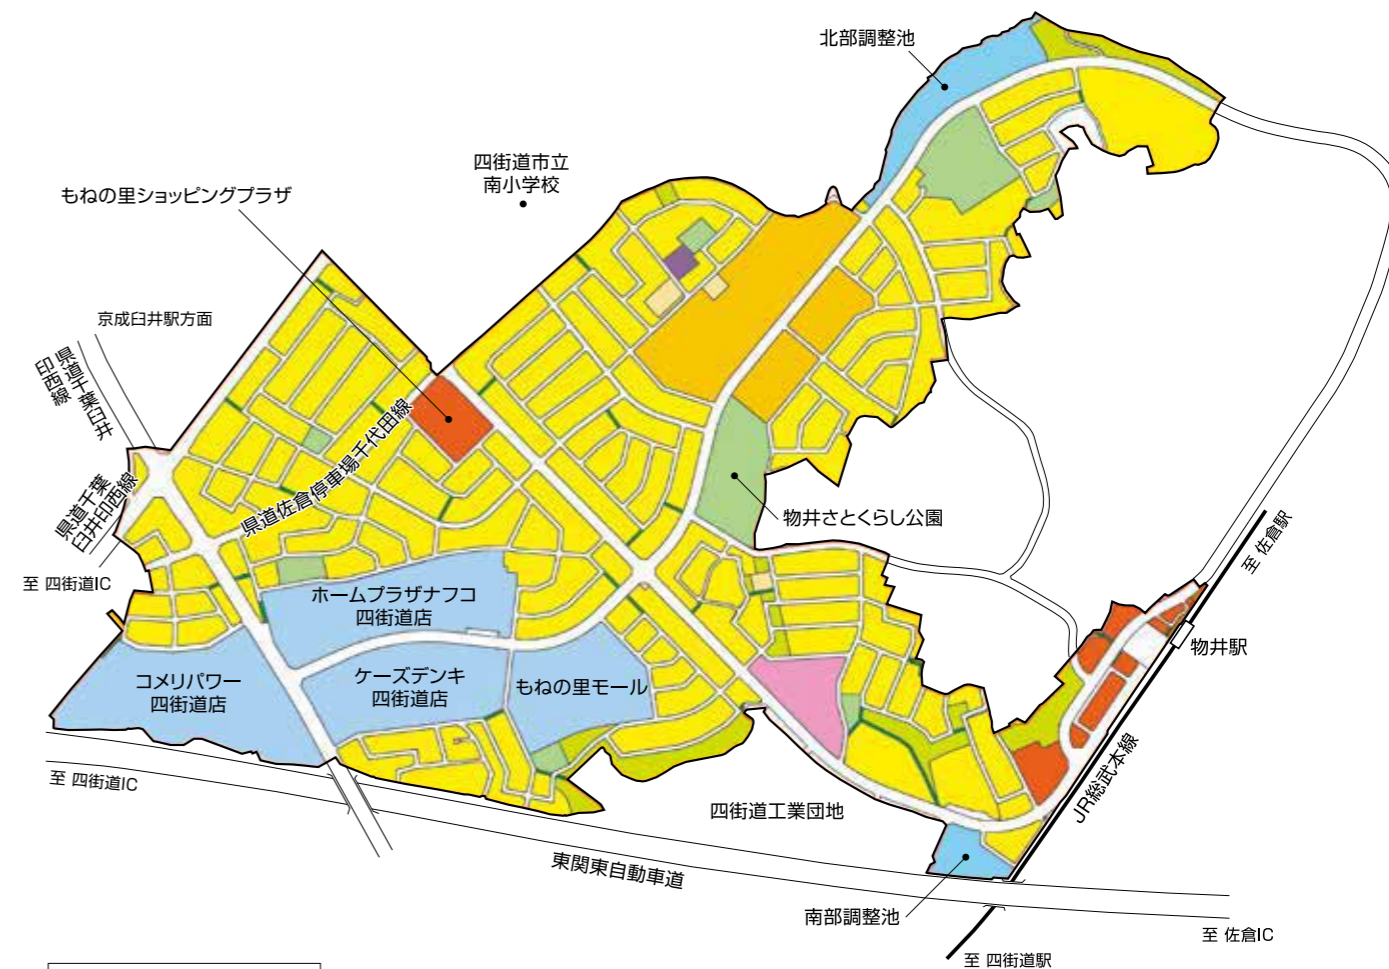 北部調整池
四街道市立
南小学校
もねの里ショッピングプラザ
京成臼井駅方面
県道千葉臼井
印西線
県道佐倉停車場千代田線
県道千葉
臼井印西線
至 四街道IC
物井さとくらし公園
至 佐倉駅
ホームプラザナフコ
四街道店
物井駅
コメリパワー
四街道店
ケーズデンキ
四街道店
もねの里モール
JR総武本線
至 四街道IC
四街道工業団地
東関東自動車道
南部調整池
至 佐倉IC
至 四街道駅